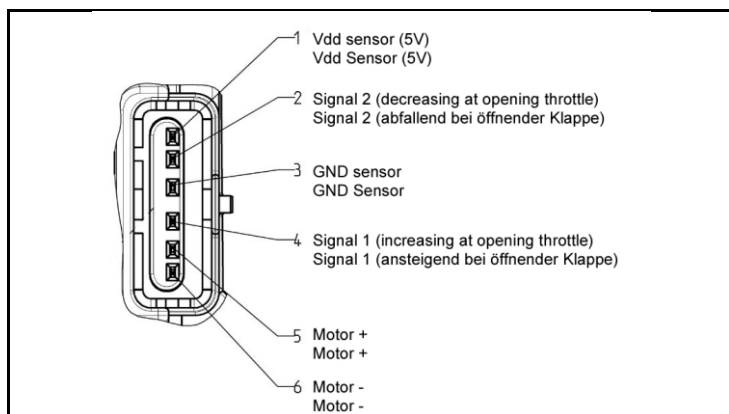 1 Vdd sensor (5V)
Vdd Sensor (5V)
2 Signal 2 (decreasing at opening throttle)
Signal 2 (abfallend bei öffnender Klappe)
3 GND sensor
GND Sensor
4 Signal 1 (increasing at opening throttle)
Signal 1 (ansteigend bei öffnender Klappe)
5 Motor +
Motor +
6 Motor -
Motor -